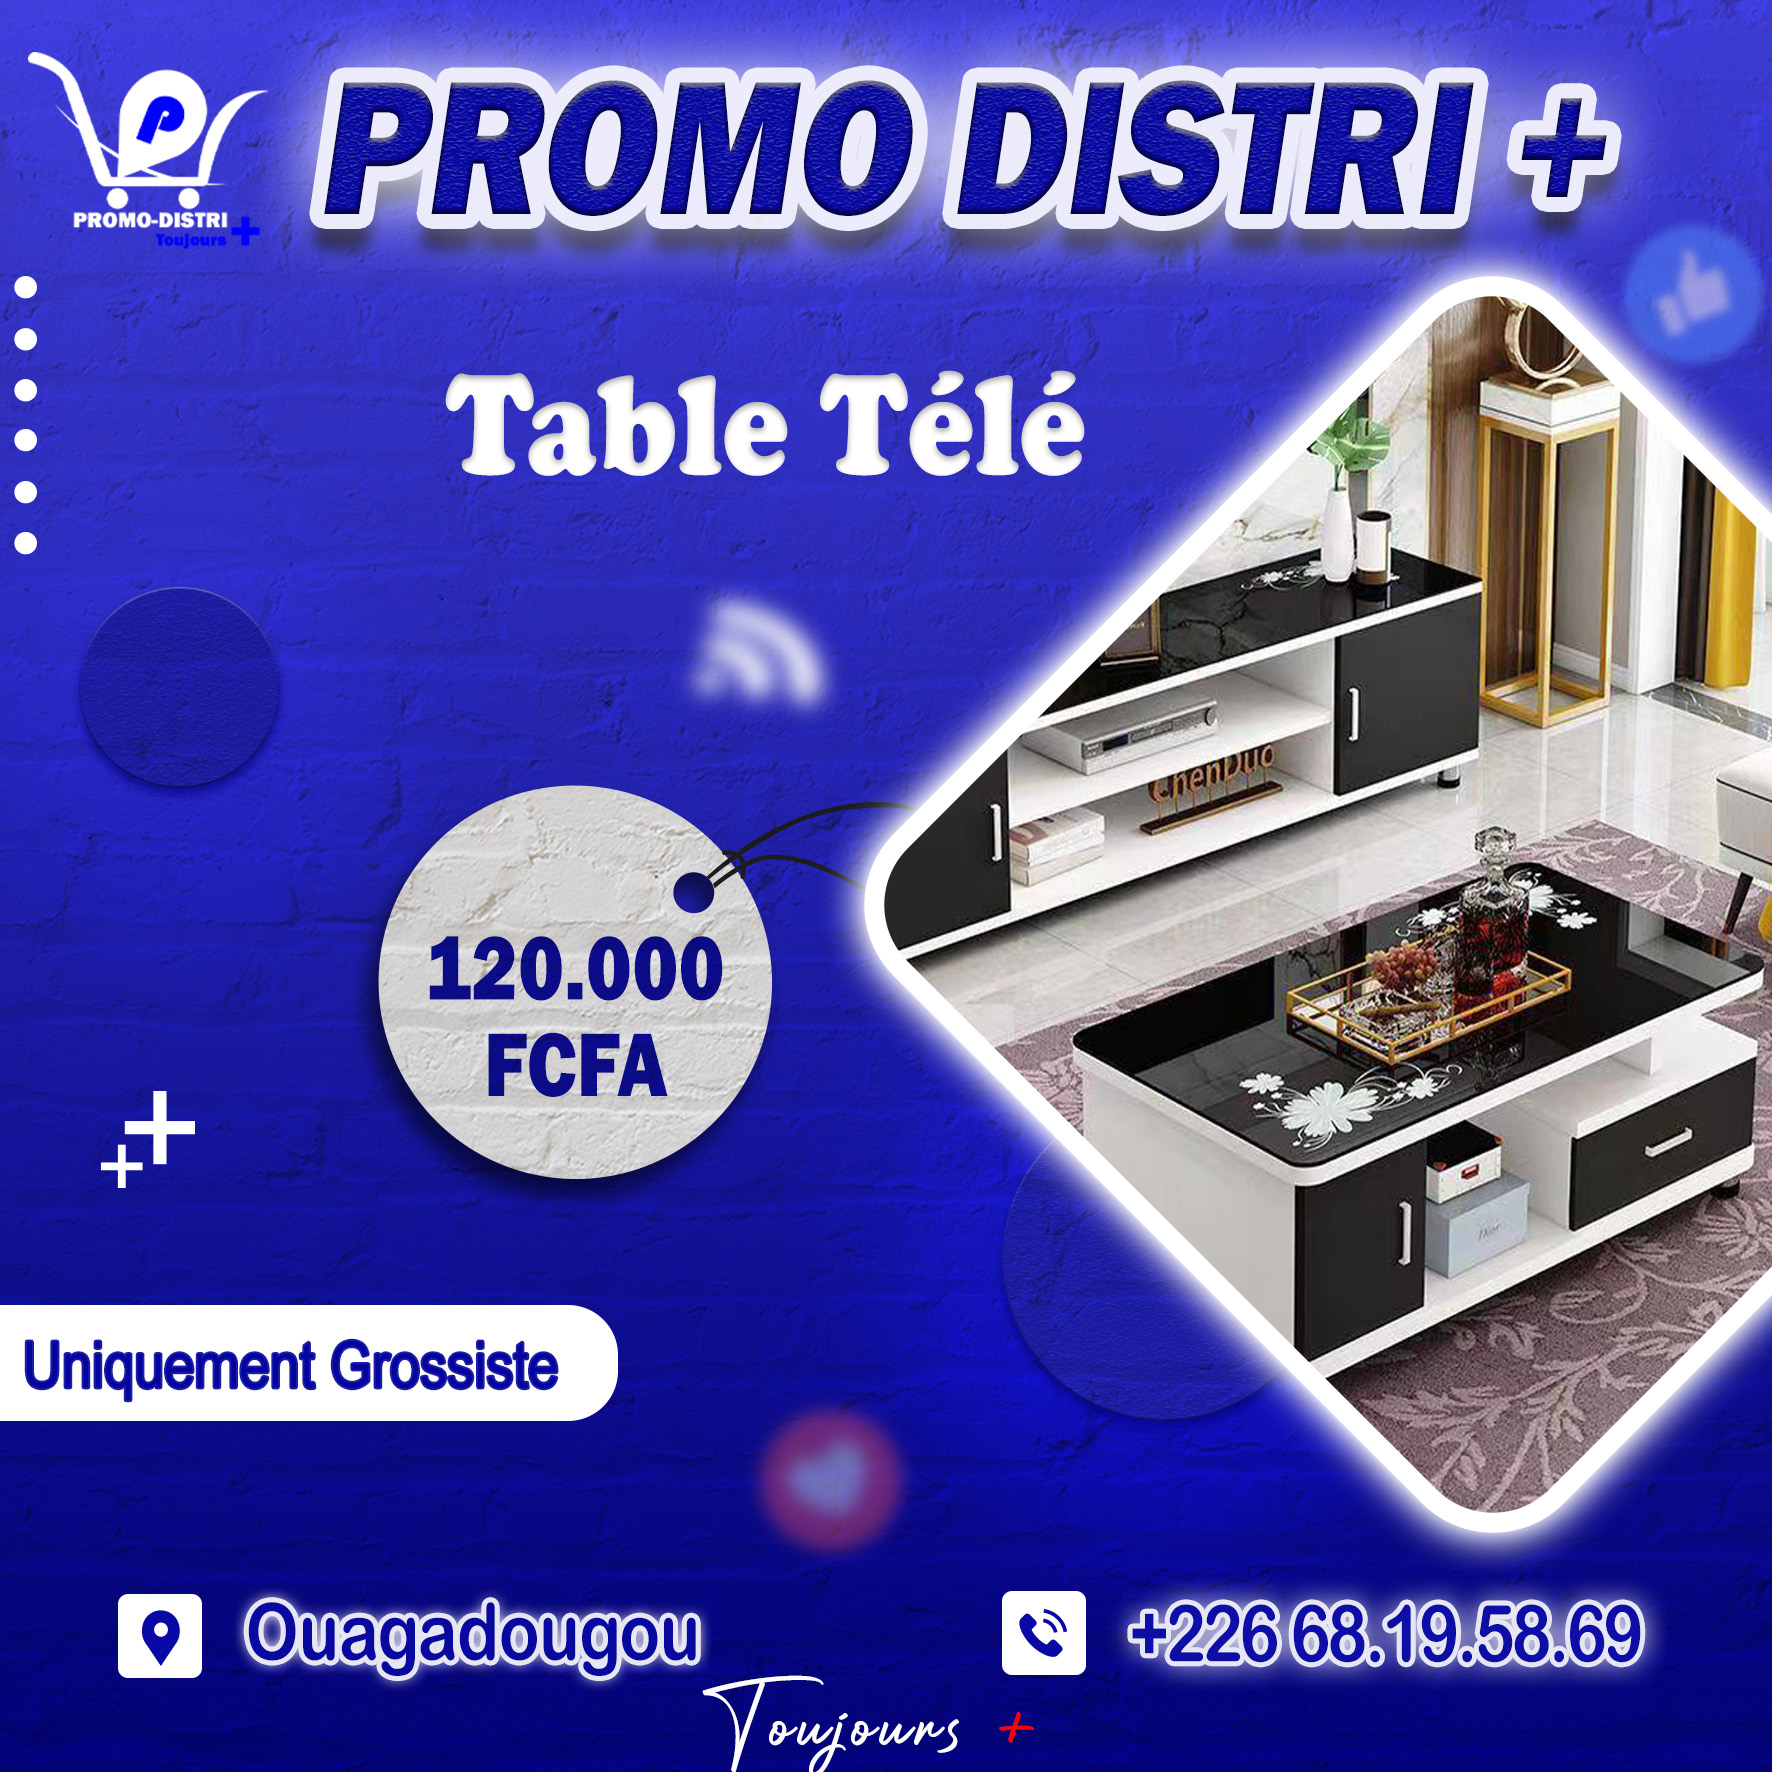 PROMO DISTRI +
P
PROMO-DISTRI
Toujours +
Table Télé
ChenDuo
120.000
FCFA
Dior
Uniquement Grossiste
Ouagadougou
+226 68.19.58.69
Toujours +